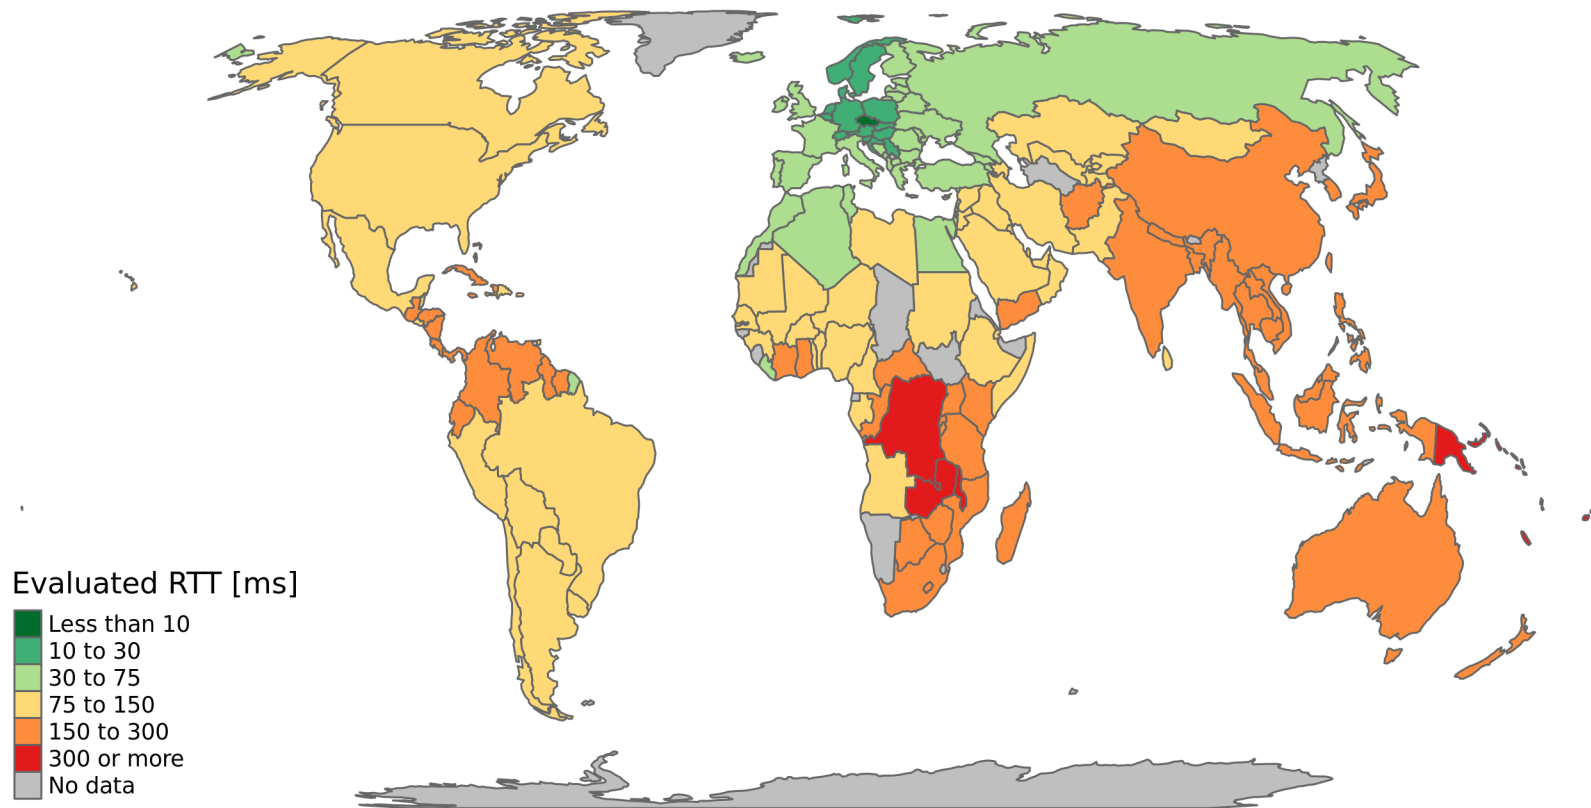 Evaluated RTT [ms]
Less than 10
10 to 30
30 to 75
75 to 150
150 to 300
300 or more
No data